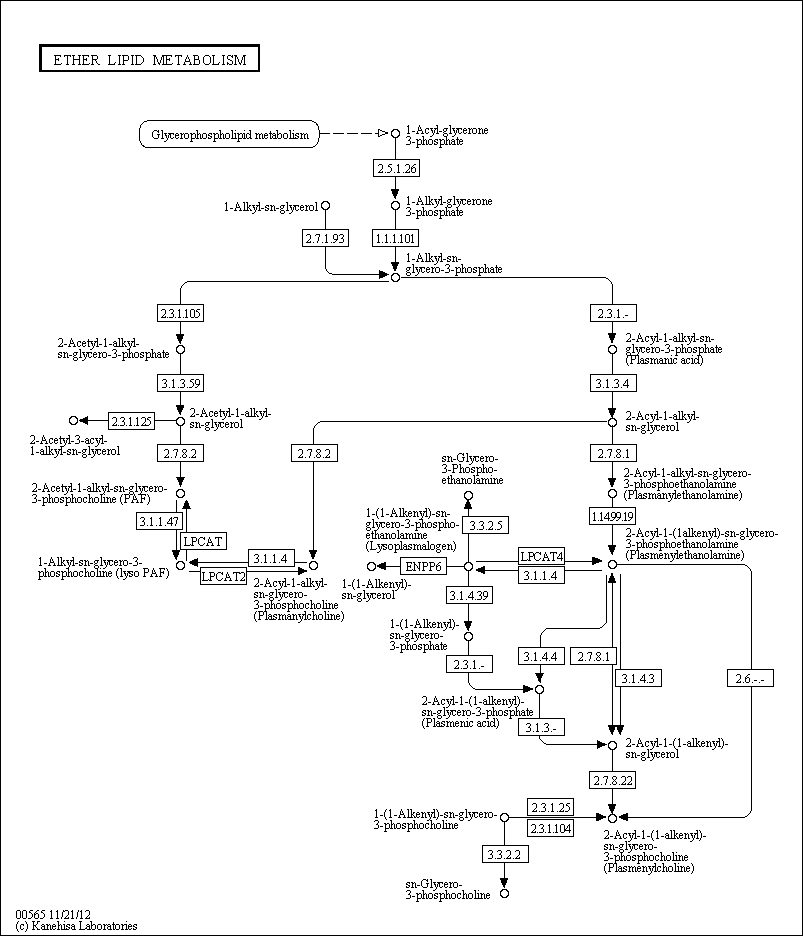 ETHER LIPID METABOLISM
Glycerophospholipid metabolism
1-Acyl-glycerone
3-phosphate
2.5.1.26
1-Alkyl-sn-glycerol
1-Alkyl-glycerone
3-phosphate
2.7.1.93
1.1.1.101
1-Alkyl-sn-
glycero-3-phosphate
2.3.1.105
2.3.1.-
2-Acetyl-1-alkyl-
sn-glycero-3-phosphate
2-Acyl-1-alkyl-sn-
glycero-3-phosphate
(Plasmanic acid)
3.1.3.59
3.1.3.4
2.3.1.125
2-Acetyl-1-alkyl-
sn-glycerol
2-Acyl-1-alkyl-
sn-glycerol
2-Acetyl-3-acyl-
1-alkyl-sn-glycerol
2.7.8.2
2.7.8.2
2.7.8.1
sn-Glycero-
3-Phospho-
ethanolamine
2-Acetyl-1-alkyl-sn-glycero-
3-phosphocholine (PAF)
2-Acyl-1-alkyl-sn-glycero-
3-phosphoethanolamine
(Plasmanylethanolamine)
3.1.1.47
LPCAT
1-(1-Alkenyl)-sn-
glycero-3-phospho-
ethanolamine
(Lysoplasmalogen)
3.3.2.5
1.14.99.19
2-Acyl-1-(1alkenyl)-sn-glycero-
3-phosphoethanolamine
(Plasmenylethanolamine)
1-Alkyl-sn-glycero-3-
phosphocholine (lyso PAF)
3.1.1.4
LPCAT2
2-Acyl-1-alkyl-
sn-glycero-
3-phosphocholine
(Plasmanylcholine)
ENPP6
1-(1-Alkenyl)-
sn-glycerol
LPCAT4
3.1.1.4
3.1.4.39
1-(1-Alkenyl)-
sn-glycero-
3-phosphate
2.3.1.-
3.1.4.4
2.7.8.1
3.1.4.3
2.6.-.-
2-Acyl-1-(1-alkenyl)-
sn-glycero-3-phosphate
(Plasmenic acid)
3.1.3.-
2-Acyl-1-(1-alkenyl)-
sn-glycerol
2.7.8.22
1-(1-Alkenyl)-sn-glycero-
3-phosphocholine
2.3.1.25
2.3.1.104
2-Acyl-1-(1-alkenyl)-
sn-glycero-
3-phosphocholine
(Plasmenylcholine)
3.3.2.2
sn-Glycero-
3-phosphocholine
00565 11/21/12
(c) Kanehisa Laboratories